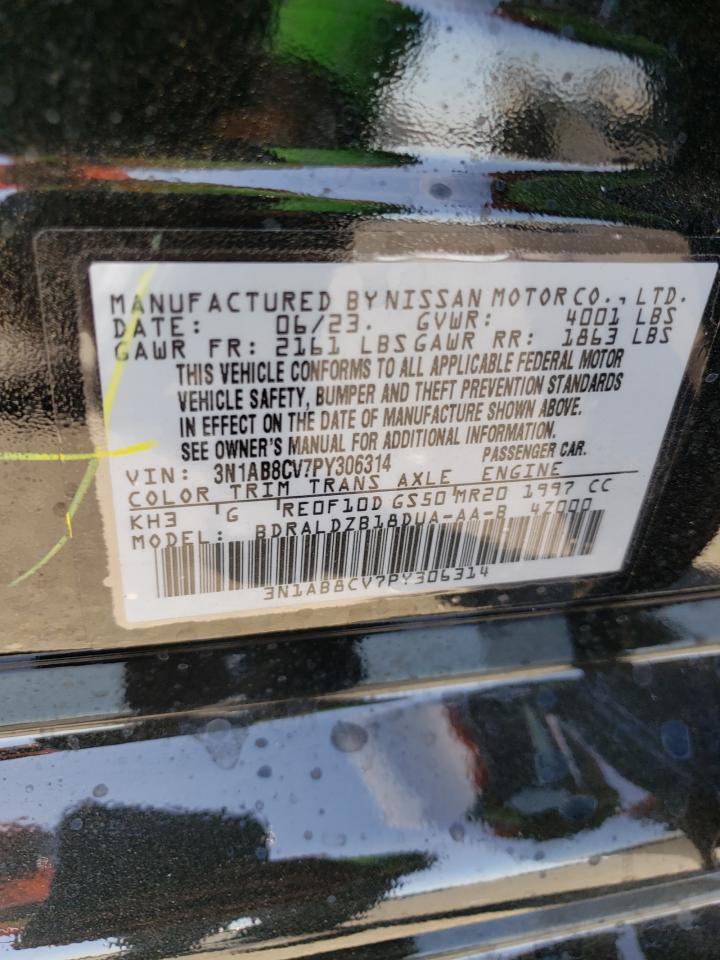 MANUFACTURED BY NISSAN MOTOR CO., LTD.
DATE: 06/23. GVWR: 4001 LBS
GAWR FR: 2161 LBS GAWR RR: 1863 LBS
THIS VEHICLE CONFORMS TO ALL APPLICABLE FEDERAL MOTOR
VEHICLE SAFETY, BUMPER AND THEFT PREVENTION STANDARDS
IN EFFECT ON THE DATE OF MANUFACTURE SHOWN ABOVE.
SEE OWNER'S MANUAL FOR ADDITIONAL INFORMATION.
VIN: 3N1AB8CV7PY306314 PASSENGER CAR.
COLOR TRIM TRANS AXLE ENGINE
KH3 G RE0F10D GS50 MR20 1997 CC
MODEL: BDRALDZB18DUA-AA-B 4Z000
3N1AB8CV7PY306314